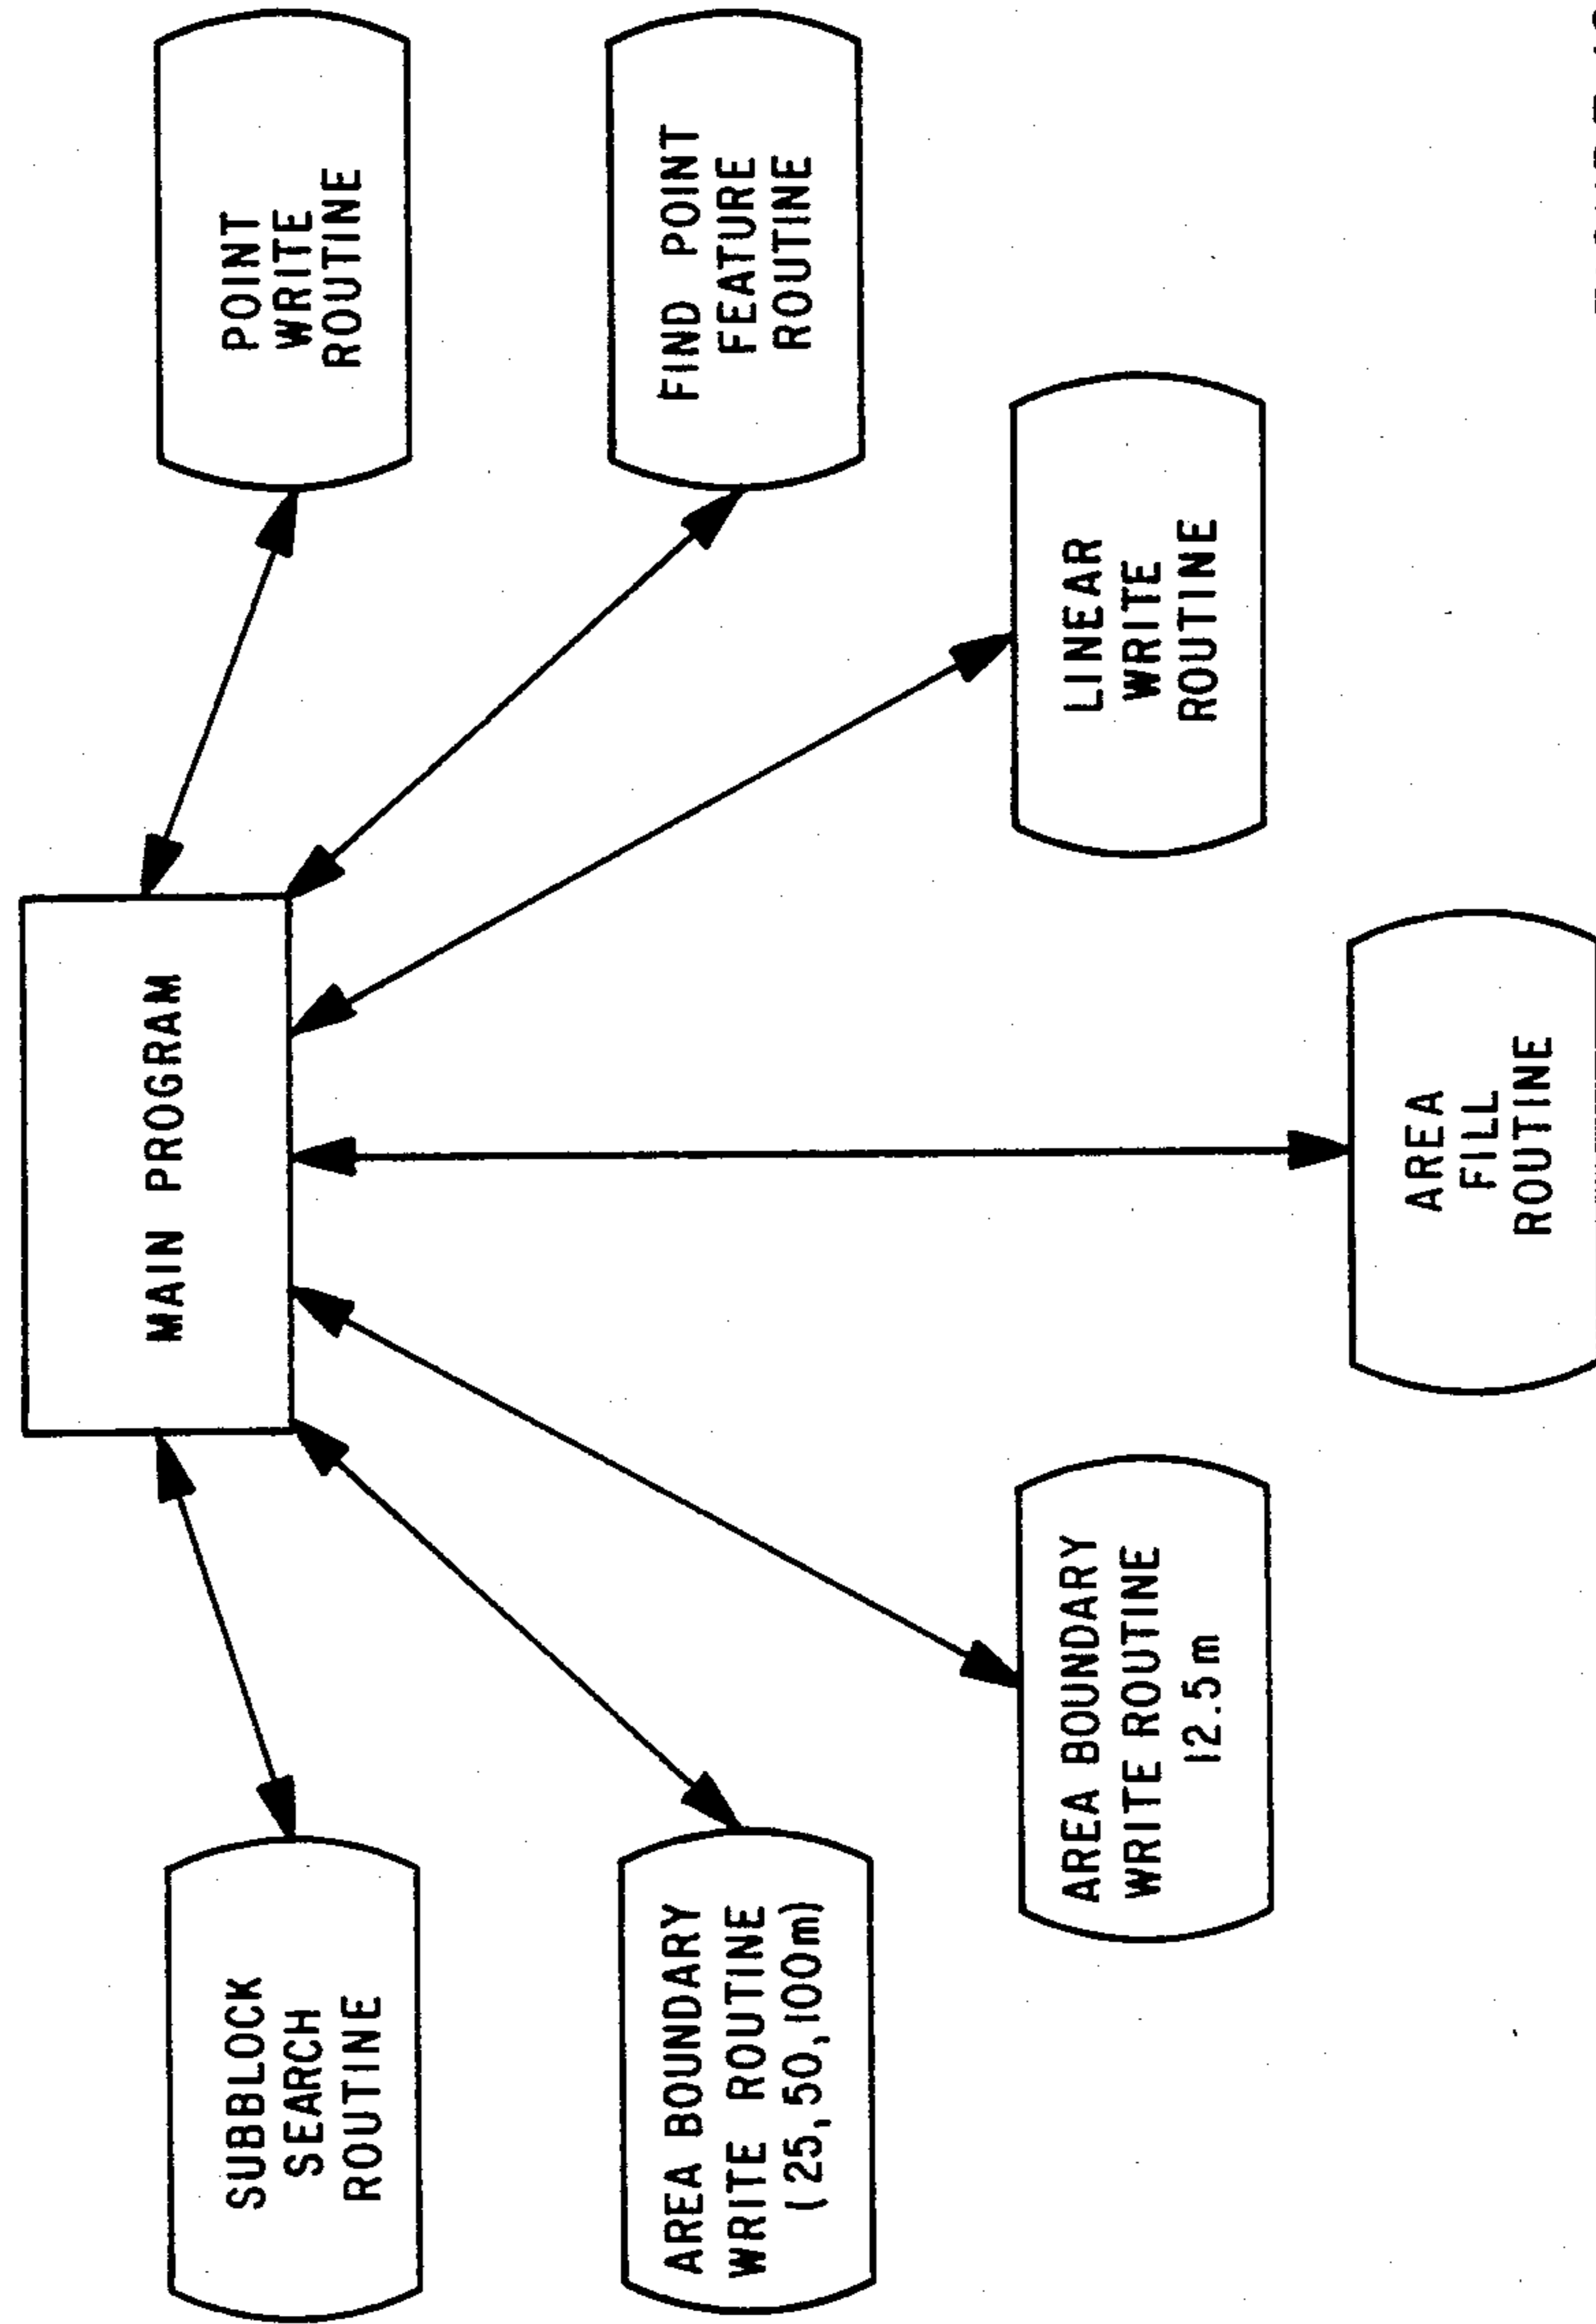 MAIN PROGRAM
SUBBLOCK
SEARCH
ROUTINE
AREA BOUNDARY
WRITE ROUTINE
(25,50,100m)
AREA BOUNDARY
WRITE ROUTINE
12.5m
AREA
FILL
ROUTINE
LINEAR
WRITE
ROUTINE
FIND POINT
FEATURE
ROUTINE
POINT
WRITE
ROUTINE